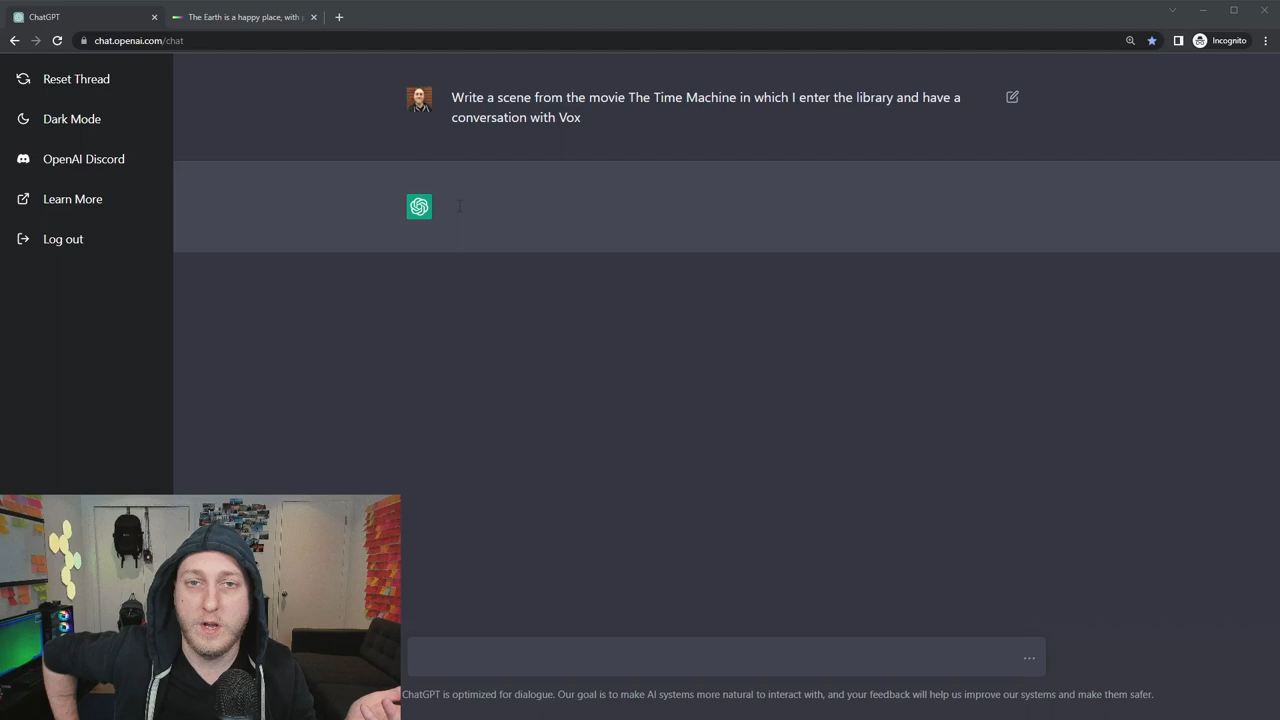 ChatGPT
The Earth is a happy place, with p
chat.openai.com/chat
Incognito
Reset Thread
Dark Mode
OpenAI Discord
Learn More
Log out
Write a scene from the movie The Time Machine in which I enter the library and have a
conversation with Vox
ChatGPT is optimized for dialogue. Our goal is to make AI systems more natural to interact with, and your feedback will help us improve our systems and make them safer.